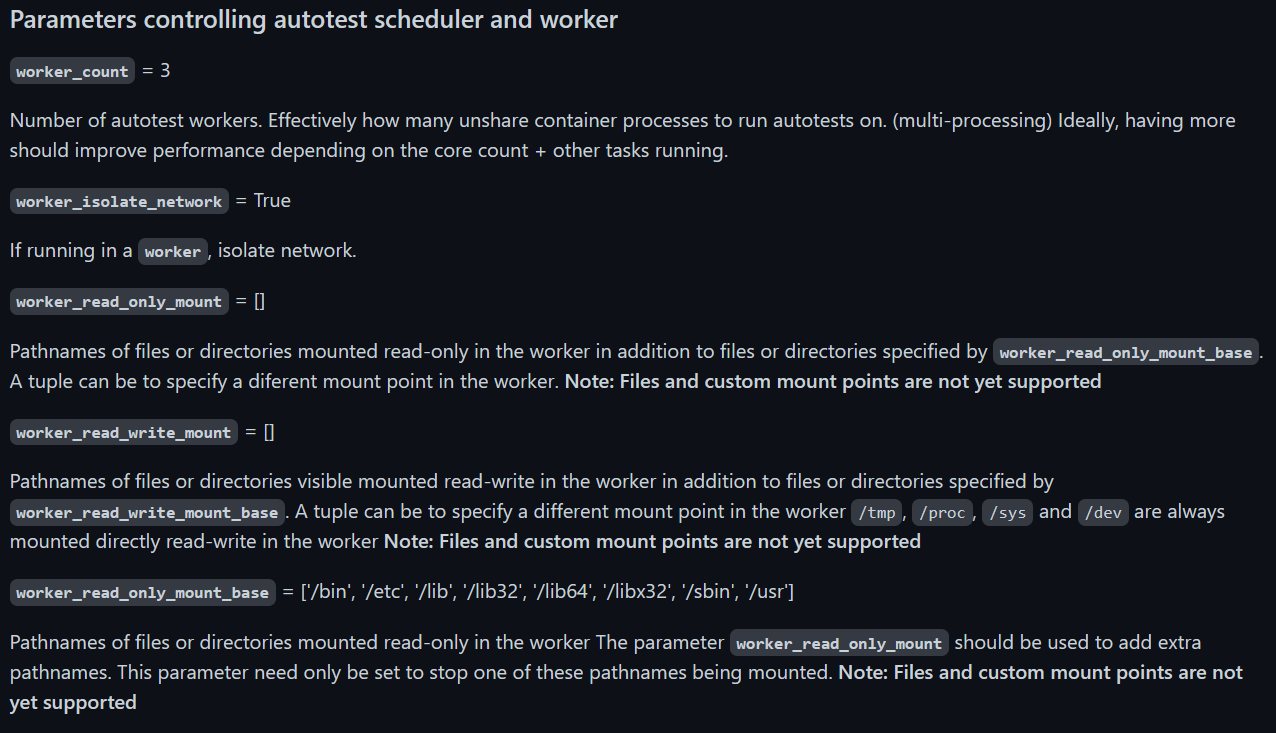 Parameters controlling autotest scheduler and worker
worker_count = 3
Number of autotest workers. Effectively how many unshare container processes to run autotests on. (multi-processing) Ideally, having more
should improve performance depending on the core count + other tasks running.
worker_isolate_network = True
If running in a worker, isolate network.
worker_read_only_mount = []
Pathnames of files or directories mounted read-only in the worker in addition to files or directories specified by worker_read_only_mount_base.
A tuple can be to specify a diferent mount point in the worker. Note: Files and custom mount points are not yet supported
worker_read_write_mount = []
Pathnames of files or directories visible mounted read-write in the worker in addition to files or directories specified by
worker_read_write_mount_base. A tuple can be to specify a different mount point in the worker /tmp, /proc, /sys and /dev are always
mounted directly read-write in the worker Note: Files and custom mount points are not yet supported
worker_read_only_mount_base = ['/bin', '/etc', '/lib', '/lib32', '/lib64', '/libx32', '/sbin', '/usr']
Pathnames of files or directories mounted read-only in the worker The parameter worker_read_only_mount should be used to add extra
pathnames. This parameter need only be set to stop one of these pathnames being mounted. Note: Files and custom mount points are not
yet supported